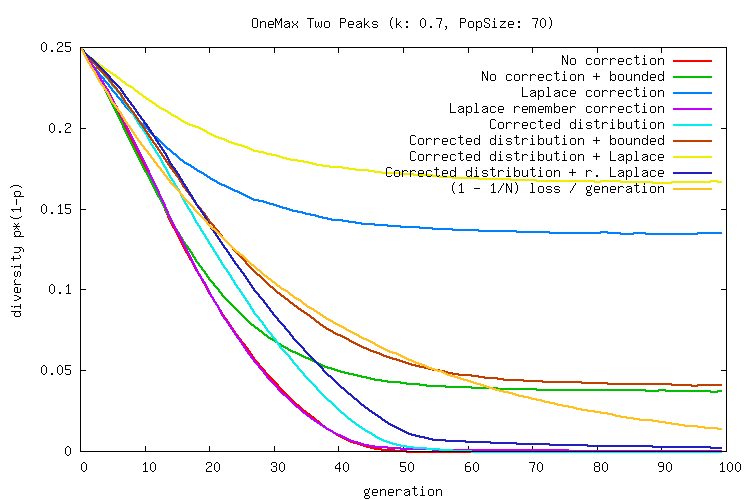 OneMax Two Peaks (k: 0.7, PopSize: 70)
0.25
0.2
0.15
0.1
0.05
0
diversity p*(1-p)
No correction
No correction + bounded
Laplace correction
Laplace remember correction
Corrected distribution
Corrected distribution + bounded
Corrected distribution + Laplace
Corrected distribution + r. Laplace
(1 - 1/N) loss / generation
0 10 20 30 40 50 60 70 80 90 100
generation